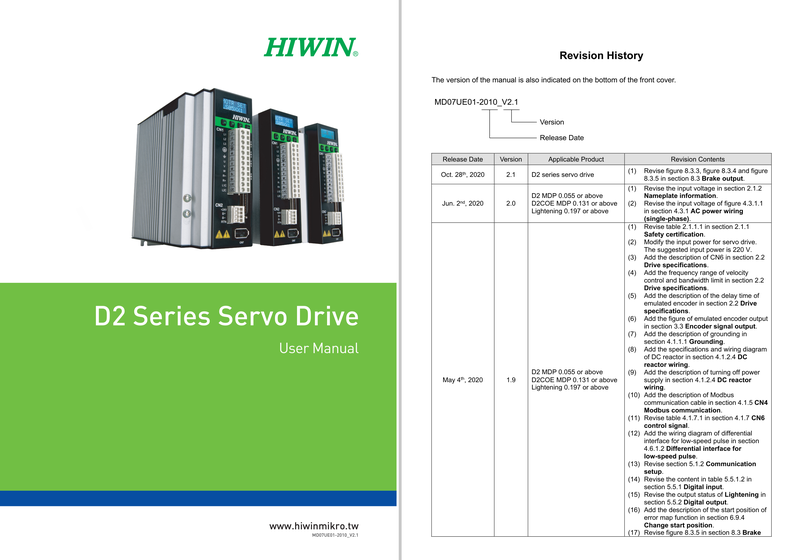 HIWIN®
D2 Series Servo Drive
User Manual
www.hiwinmikro.tw
MD07UE01-2010_V2.1
Revision History
The version of the manual is also indicated on the bottom of the front cover.
MD07UE01-2010_V2.1
Version
Release Date
Release Date Version Applicable Product Revision Contents
Oct. 28th, 2020 2.1 D2 series servo drive
(1) Revise figure 8.3.3, figure 8.3.4 and figure
8.3.5 in section 8.3 Brake output.
Jun. 2nd, 2020 2.0
D2 MDP 0.055 or above
D2COE MDP 0.131 or above
Lightening 0.197 or above
(1) Revise the input voltage in section 2.1.2
Nameplate information.
(2) Revise the input voltage of figure 4.3.1.1
in section 4.3.1 AC power wiring
(single-phase).
May 4th, 2020 1.9
D2 MDP 0.055 or above
D2COE MDP 0.131 or above
Lightening 0.197 or above
(1) Revise table 2.1.1.1 in section 2.1.1
Safety certification.
(2) Modify the input power for servo drive.
The suggested input power is 220 V.
(3) Add the description of CN6 in section 2.2
Drive specifications.
(4) Add the frequency range of velocity
control and bandwidth limit in section 2.2
Drive specifications.
(5) Add the description of the delay time of
emulated encoder in section 2.2 Drive
specifications.
(6) Add the figure of emulated encoder output
in section 3.3 Encoder signal output.
(7) Add the description of grounding in
section 4.1.1.1 Grounding.
(8) Add the specifications and wiring diagram
of DC reactor in section 4.1.2.4 DC
reactor wiring.
(9) Add the description of turning off power
supply in section 4.1.2.4 DC reactor
wiring.
(10) Add the description of Modbus
communication cable in section 4.1.5 CN4
Modbus communication.
(11) Revise table 4.1.7.1 in section 4.1.7 CN6
control signal.
(12) Add the wiring diagram of differential
interface for low-speed pulse in section
4.6.1.2 Differential interface for
low-speed pulse.
(13) Revise section 5.1.2 Communication
setup.
(14) Revise the content in table 5.5.1.2 in
section 5.5.1 Digital input.
(15) Revise the output status of Lightening in
section 5.5.2 Digital output.
(16) Add the description of the start position of
error map function in section 6.9.4
Change start position.
(17) Revise figure 8.3.5 in section 8.3 Brake